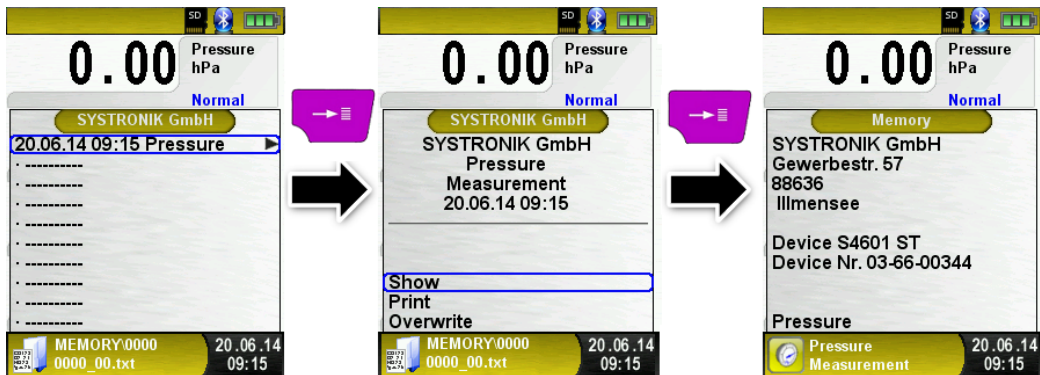 SD
0.00 Pressure
hPa
Normal
SYSTRONIK GmbH
20.06.14 09:15 Pressure
· ----------
· ----------
· ----------
· ----------
· ----------
· ----------
· ----------
· ----------
· ----------
MEMORY\0000
0000_00.txt
20.06.14
09:15
SD
0.00 Pressure
hPa
Normal
SYSTRONIK GmbH
SYSTRONIK GmbH
Pressure
Measurement
20.06.14 09:15
Show
Print
Overwrite
MEMORY\0000
0000_00.txt
20.06.14
09:15
SD
0.00 Pressure
hPa
Normal
Memory
SYSTRONIK GmbH
Gewerbestr. 57
88636
Illmensee
Device S4601 ST
Device Nr. 03-66-00344
Pressure
Pressure
Measurement
20.06.14
09:15